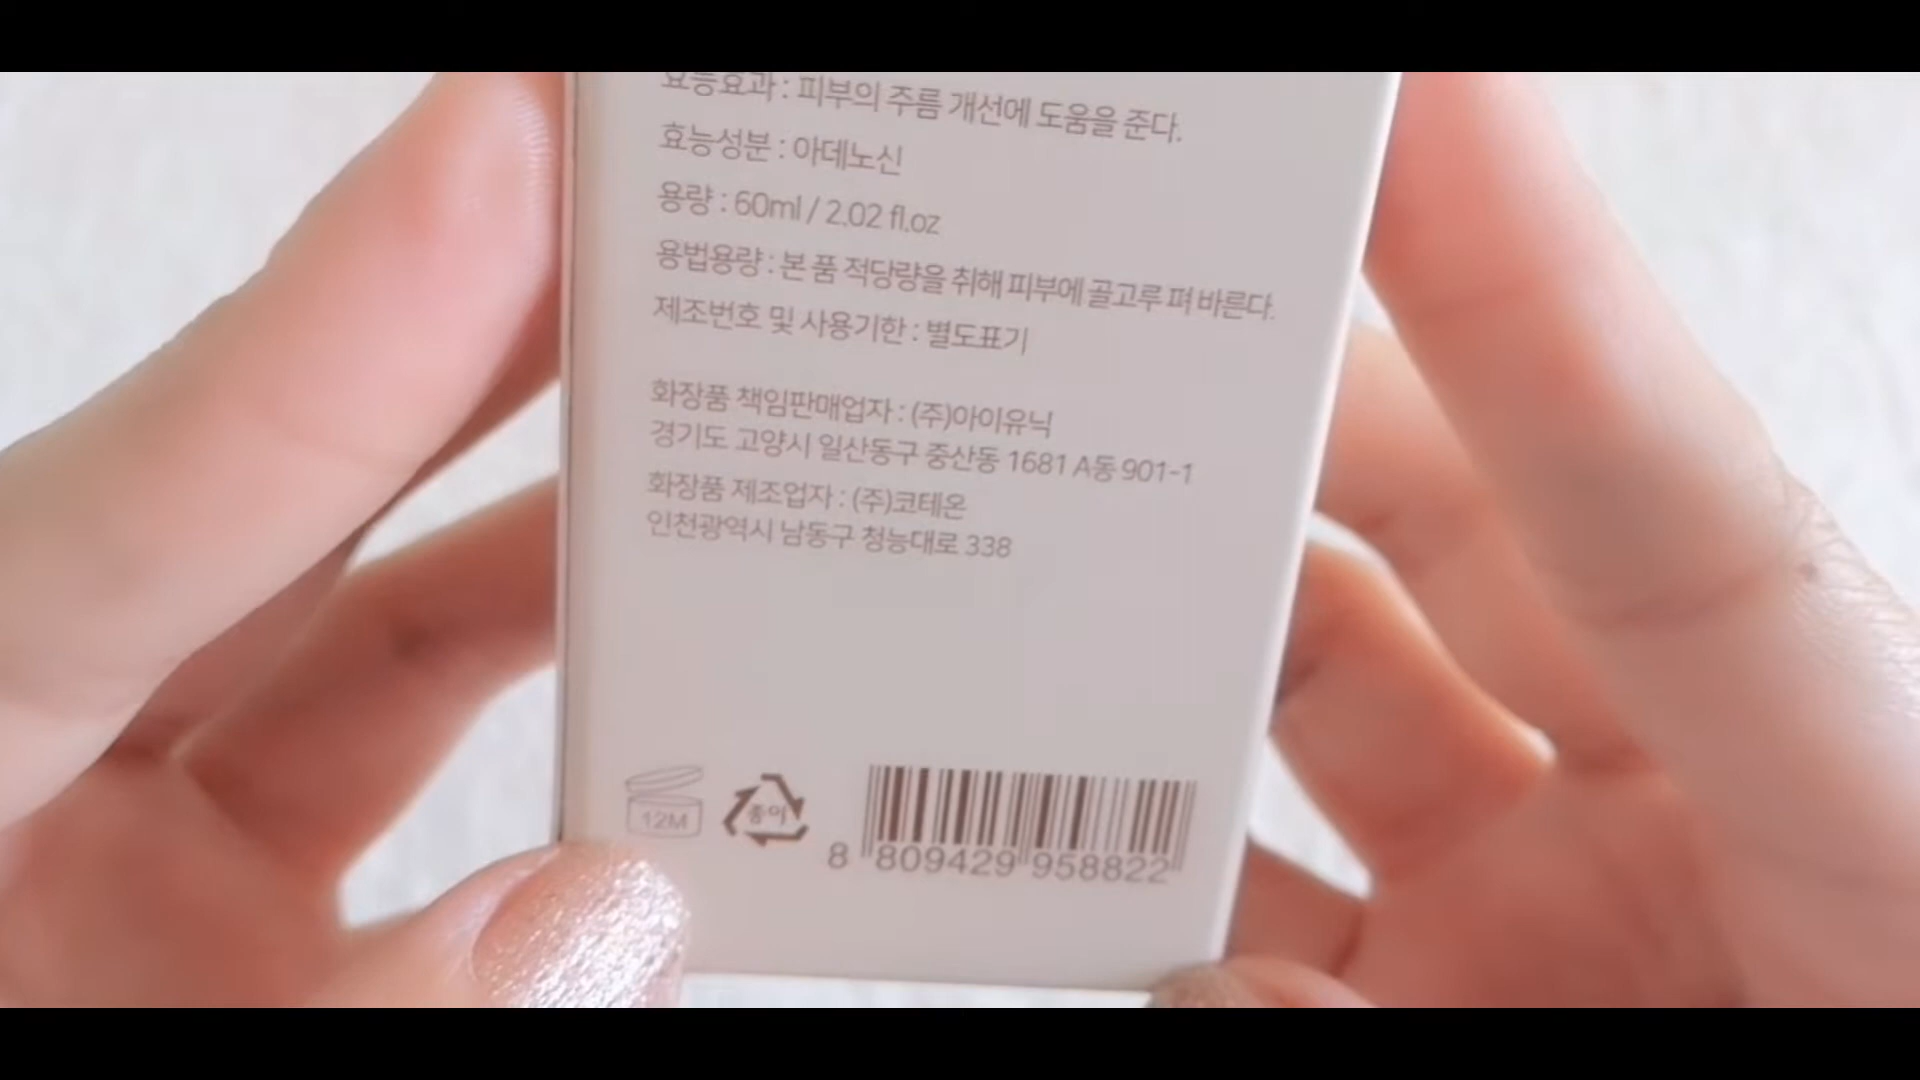 효능효과 : 피부의 주름 개선에 도움을 준다.
효능성분 : 아데노신
용량 : 60ml / 2.02 fl.oz
용법용량 : 본 품 적당량을 취해 피부에 골고루 펴 바른다.
제조번호 및 사용기한 : 별도표기
화장품 책임판매업자 : (주)아이유닉
경기도 고양시 일산동구 중산동 1681 A동 901-1
화장품 제조업자 : (주)코테온
인천광역시 남동구 청능대로 338
12M
종이
8 809429 958822